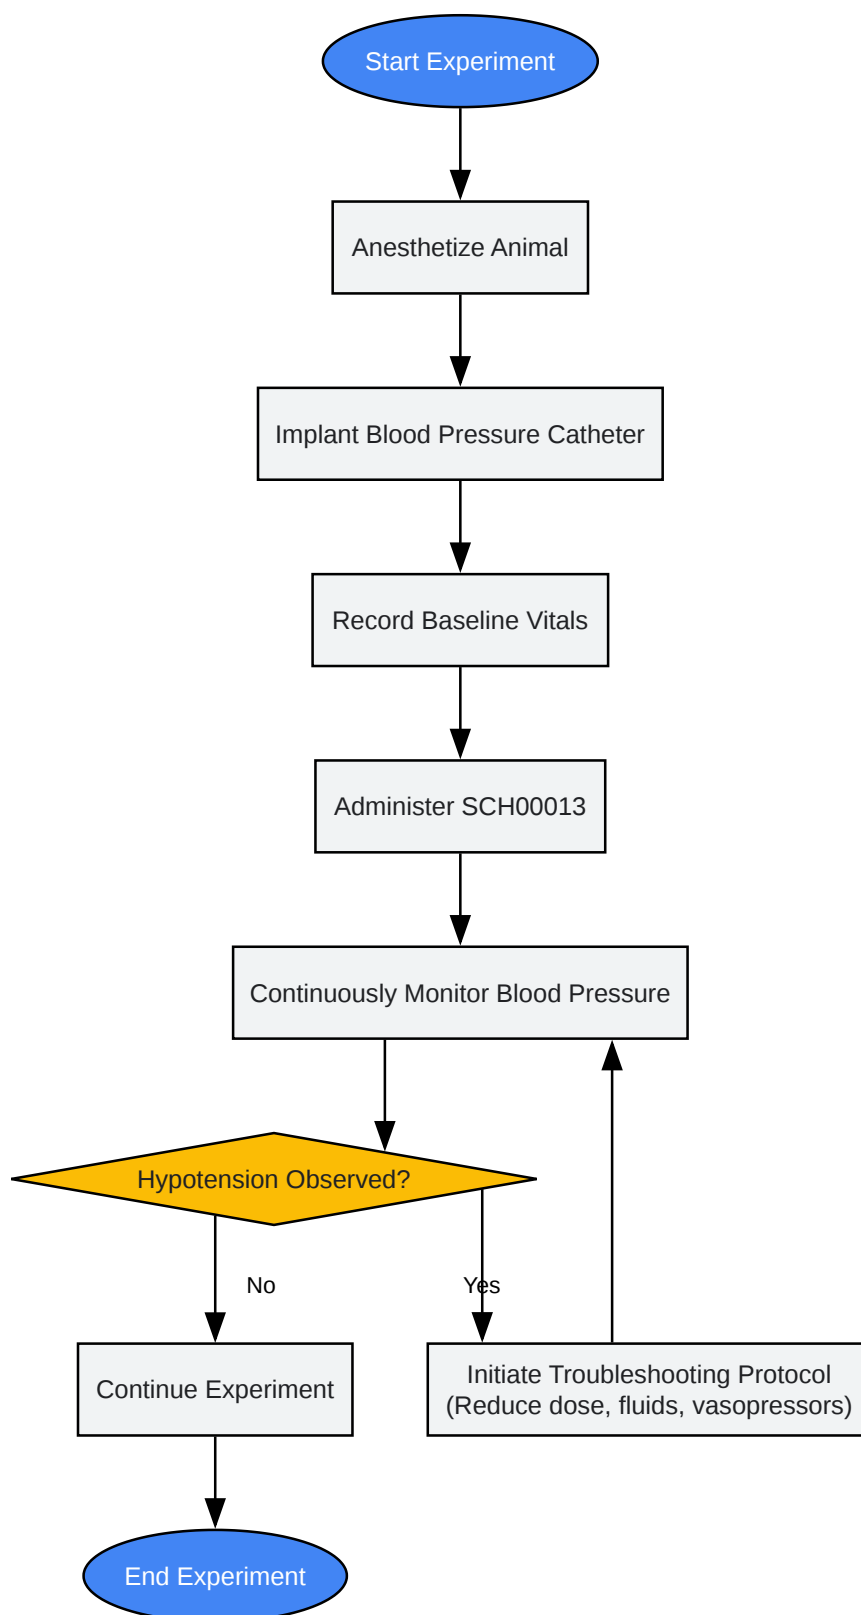 Start Experiment
Anesthetize Animal
Implant Blood Pressure Catheter
Record Baseline Vitals
Administer SCH00013
Continuously Monitor Blood Pressure
Hypotension Observed?
No
Yes
Continue Experiment
Initiate Troubleshooting Protocol
(Reduce dose, fluids, vasopressors)
End Experiment